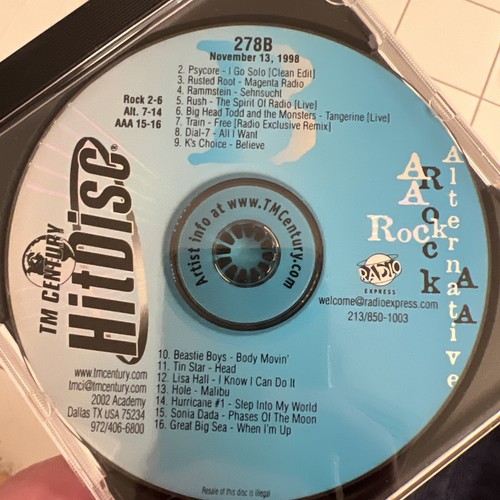 278B
November 13, 1998
2. Psycore - I Go Solo [Clean Edit]
3. Rusted Root - Magenta Radio
4. Rammstein - Sehnsucht
5. Rush - The Spirit Of Radio [Live]
6. Big Head Todd and the Monsters - Tangerine [Live]
7. Train - Free [Radio Exclusive Remix]
8. Dial-7 - All I Want
9. K's Choice - Believe
Rock 2-6
Alt. 7-14
AAA 15-16
TM CENTURY
HitDisc®
Artist info at www.TMCentury.com
AAA
Rock
Rock
Alternative
AA
RADIO
EXPRESS
welcome@radioexpress.com
213/850-1003
www.tmcentury.com
tmci@tmcentury.com
2002 Academy
Dallas TX USA 75234
972/406-6800
10. Beastie Boys - Body Movin'
11. Tin Star - Head
12. Lisa Hall - I Know I Can Do It
13. Hole - Malibu
14. Hurricane #1 - Step Into My World
15. Sonia Dada - Phases Of The Moon
16. Great Big Sea - When I'm Up
Resale of this disc is illegal